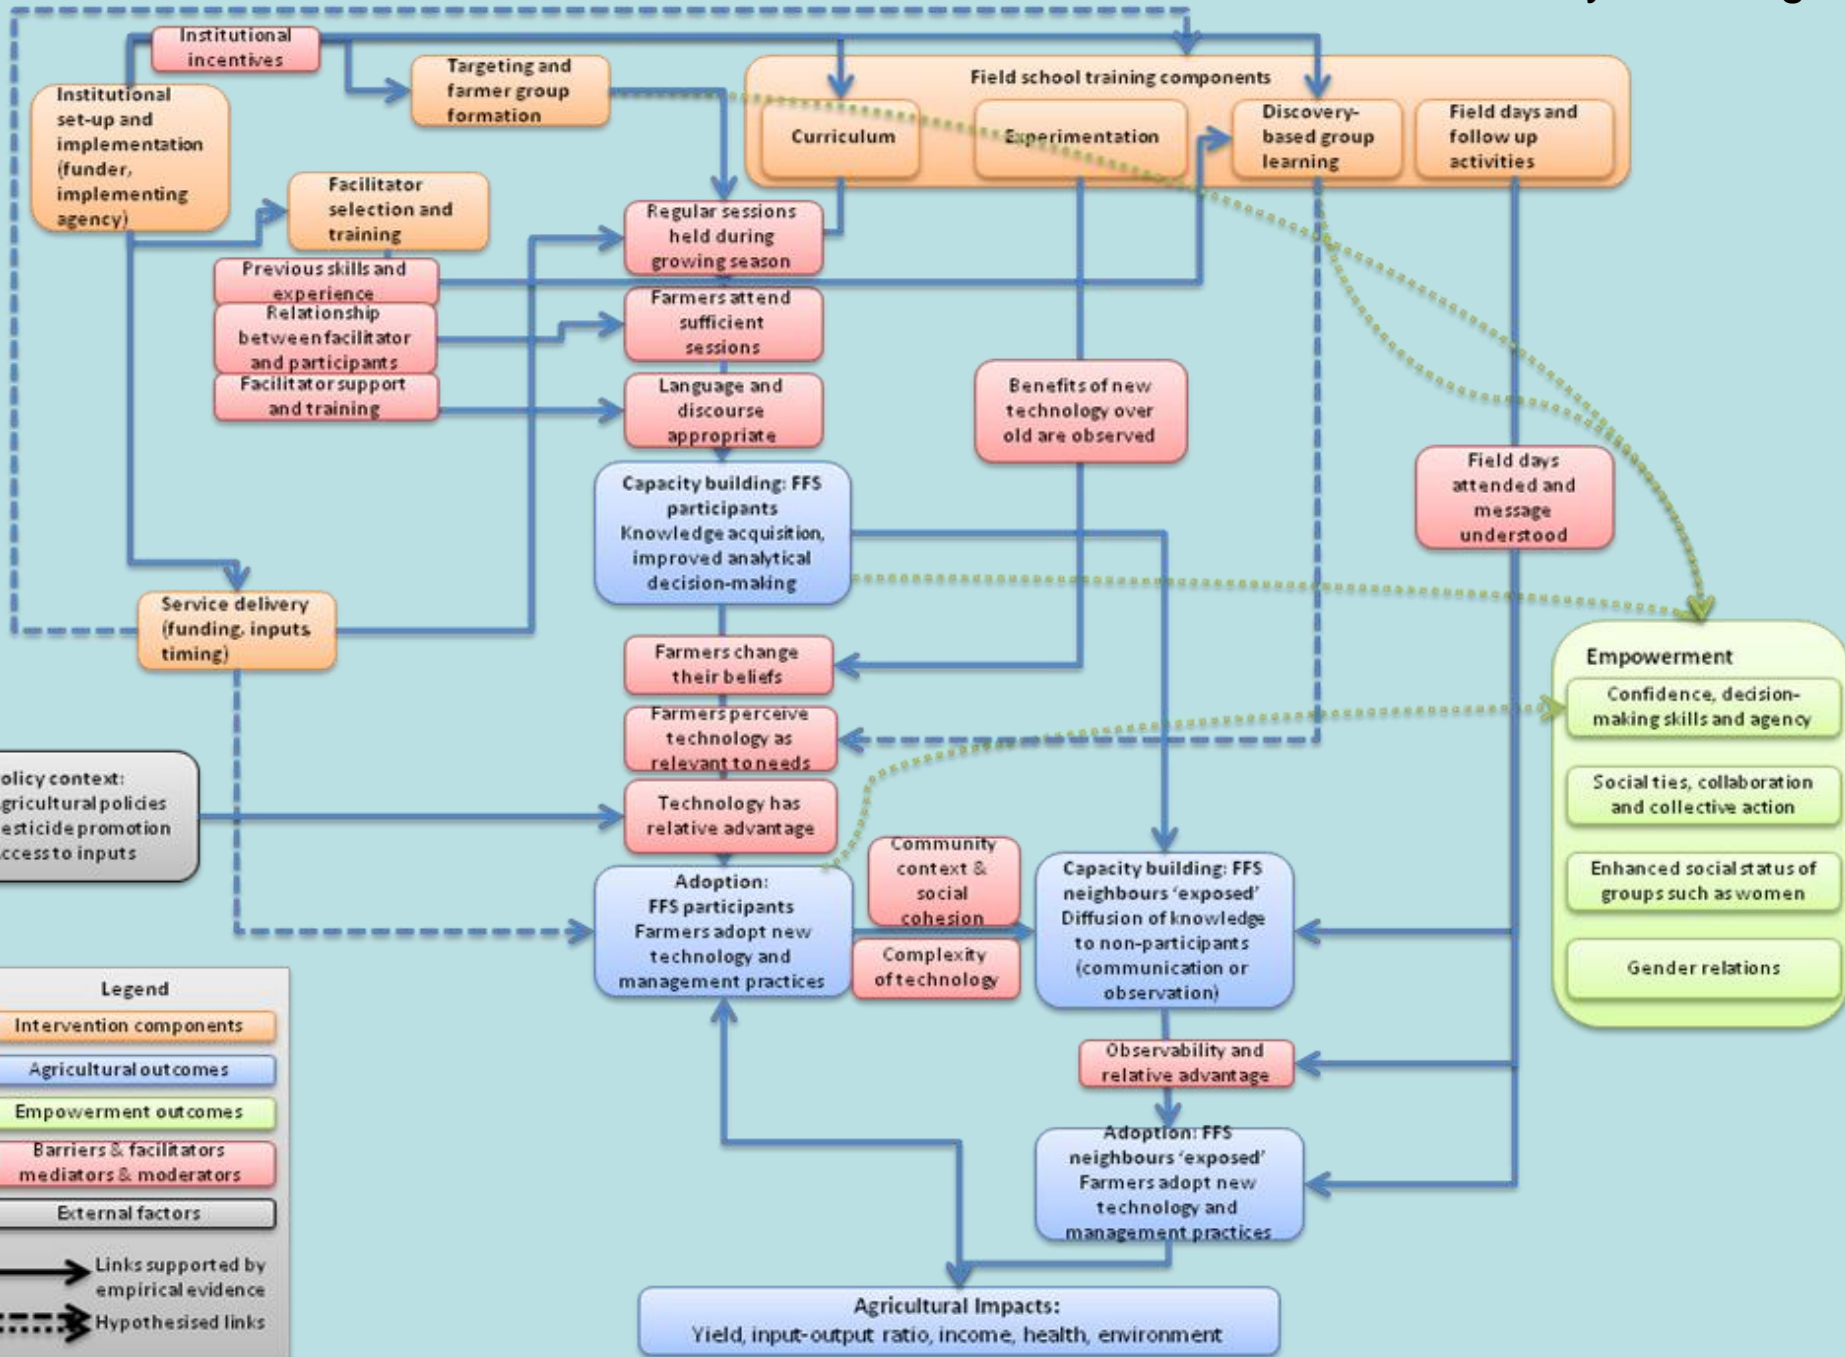 Institutional
incentives
Institutional
set-up and
implementation
(funder,
implementing
agency)
Targeting and
farmer group
formation
Field school training components
Curriculum
Experimentation
Discovery-
based group
learning
Field days and
follow up
activities
Facilitator
selection and
training
Previous skills and
experience
Relationship
between facilitator
and participants
Facilitator support
and training
Regular sessions
held during
growing season
Farmers attend
sufficient
sessions
Language and
discourse
appropriate
Benefits of new
technology over
old are observed
Field days
attended and
message
understood
Capacity building: FFS
participants
Knowledge acquisition,
improved analytical
decision-making
Service delivery
(funding, inputs
timing)
Farmers change
their beliefs
Farmers perceive
technology as
relevant to needs
Technology has
relative advantage
olicy context:
gricultural policies
esticide promotion
ccess to inputs
Adoption:
FFS participants
Farmers adopt new
technology and
management practices
Community
context &
social
cohesion
Complexity
of technology
Capacity building: FFS
neighbours ‘exposed’
Diffusion of knowledge
to non-participants
(communication or
observation)
Observability and
relative advantage
Adoption: FFS
neighbours ‘exposed’
Farmers adopt new
technology and
management practices
Agricultural Impacts:
Yield, input-output ratio, income, health, environment
Empowerment
Confidence, decision-
making skills and agency
Social ties, collaboration
and collective action
Enhanced social status of
groups such as women
Gender relations
Legend
Intervention components
Agricultural outcomes
Empowerment outcomes
Barriers & facilitators
mediators & moderators
External factors
Links supported by
empirical evidence
Hypothesised links